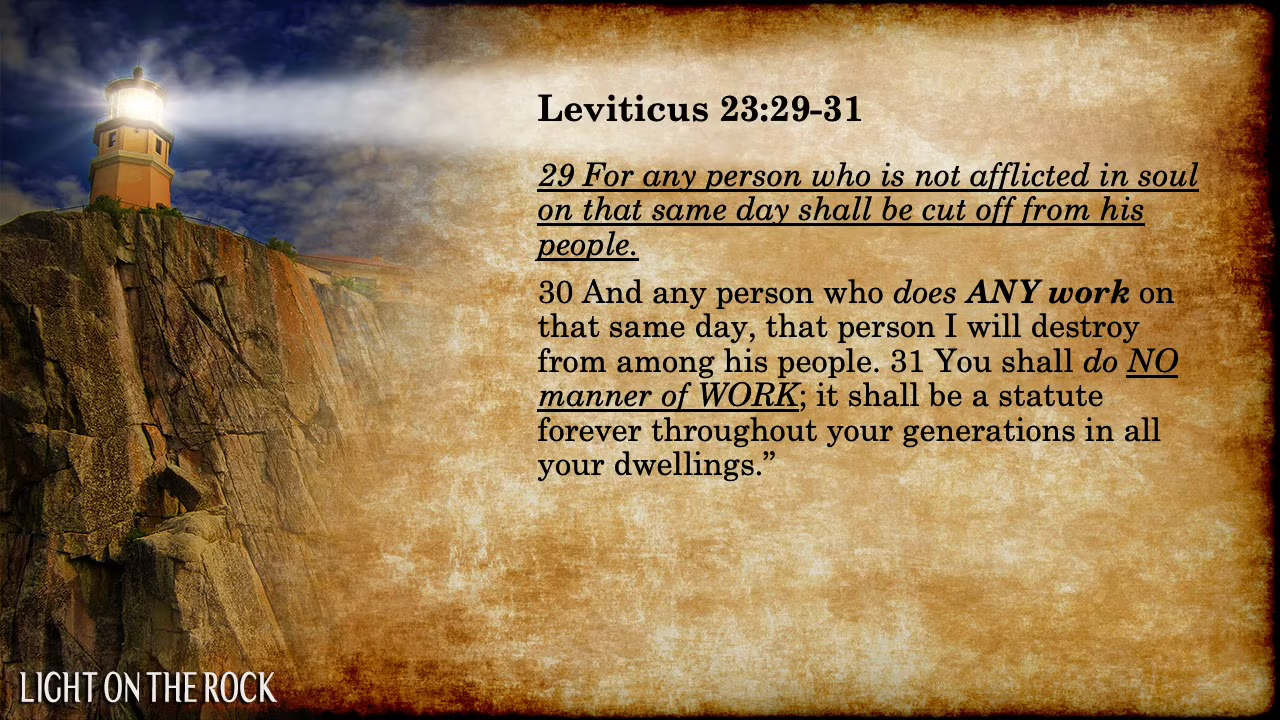 Leviticus 23:29-31
29 For any person who is not afflicted in soul
on that same day shall be cut off from his
people.
30 And any person who does ANY work on
that same day, that person I will destroy
from among his people. 31 You shall do NO
manner of WORK; it shall be a statute
forever throughout your generations in all
your dwellings.”
LIGHT ON THE ROCK